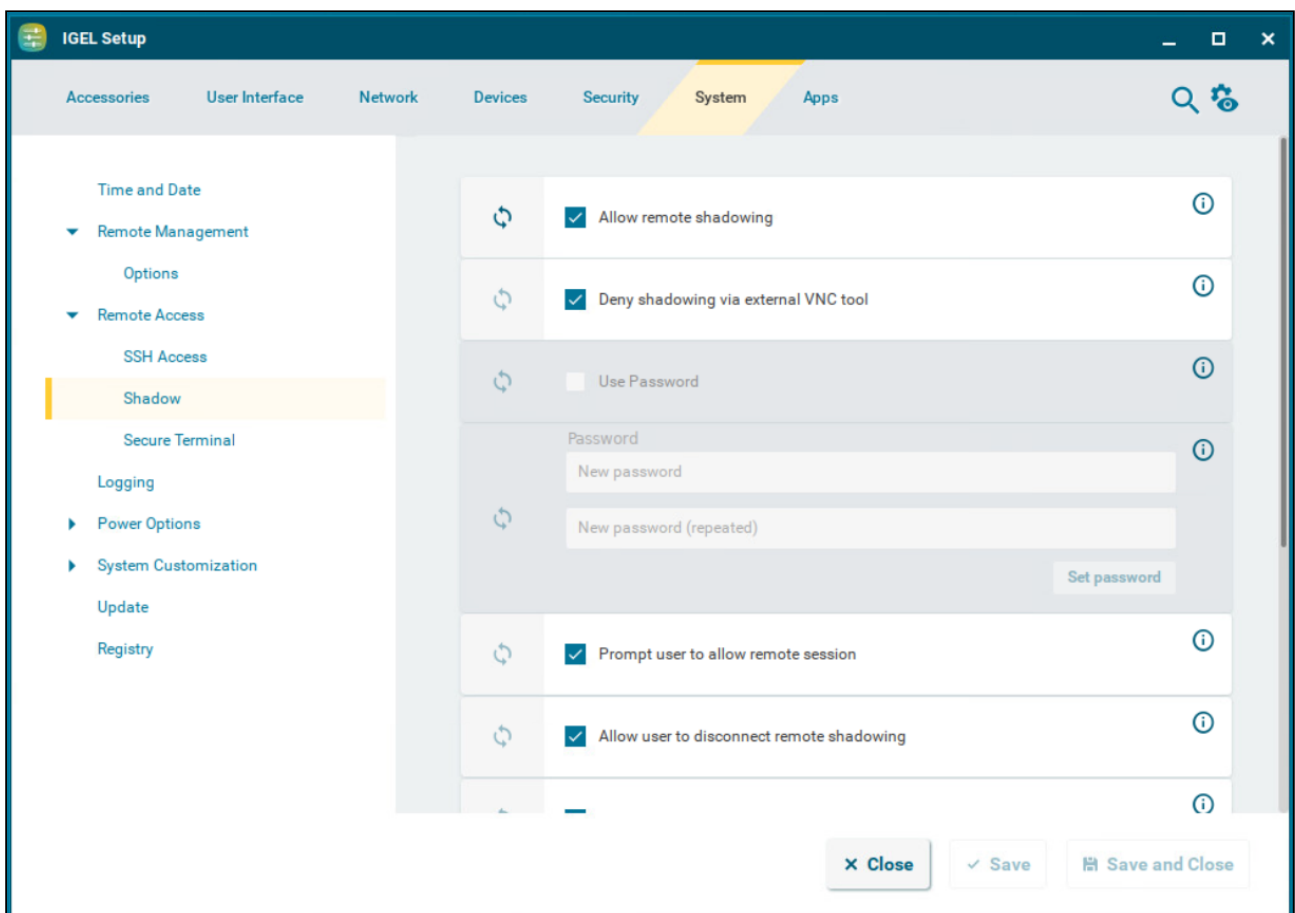 IGEL Setup
Accessories User Interface Network Devices Security System Apps
Time and Date
Remote Management
Options
Remote Access
SSH Access
Shadow
Secure Terminal
Logging
Power Options
System Customization
Update
Registry
Allow remote shadowing
Deny shadowing via external VNC tool
Use Password
Password
New password
New password (repeated)
Set password
Prompt user to allow remote session
Allow user to disconnect remote shadowing
Close Save Save and Close